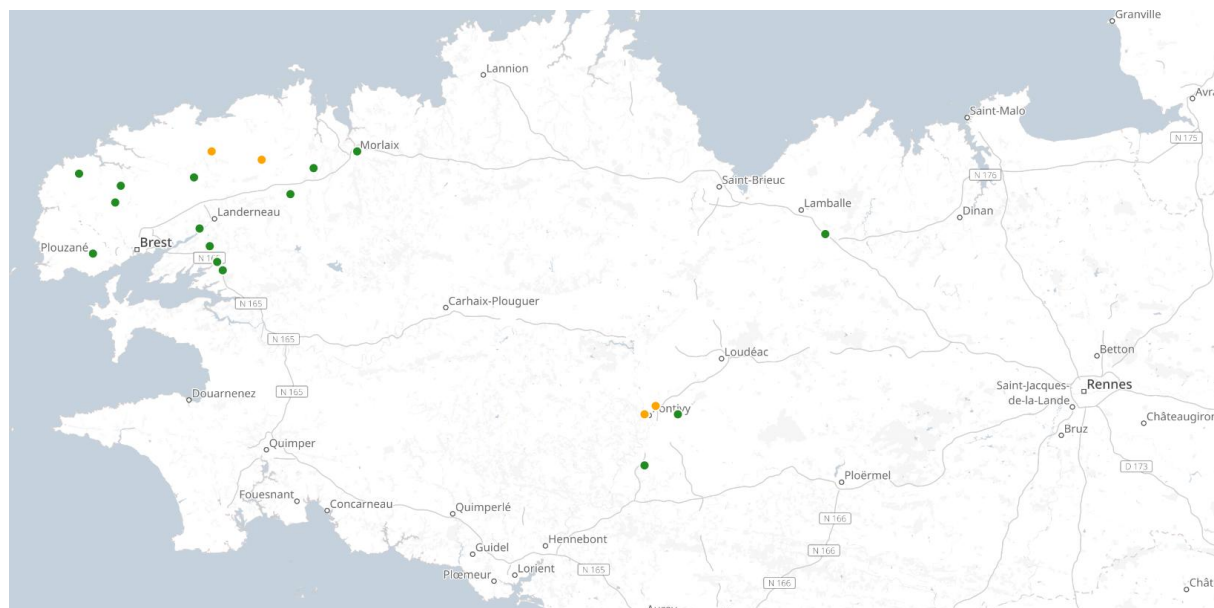 Granville
Lannion
Avra
Saint-Malo
N 175
Morlaix
N 176
Saint-Brieuc
Lamballe
Landerneau
Dinan
Brest
Plouzané
N 165
Carhaix-Plouguer
N 165
Betton
Loudéac
Saint-Jacques-
de-la-Lande
Rennes
N 165
Douarnenez
Pontivy
Châteaugiron
Bruz
Quimper
D 173
Ploërmel
Fouesnant
Concarneau
Quimperlé
N 166
Hennebont
Guidel
N 166
Lorient
N 165
Plœmeur
N 166
Chât